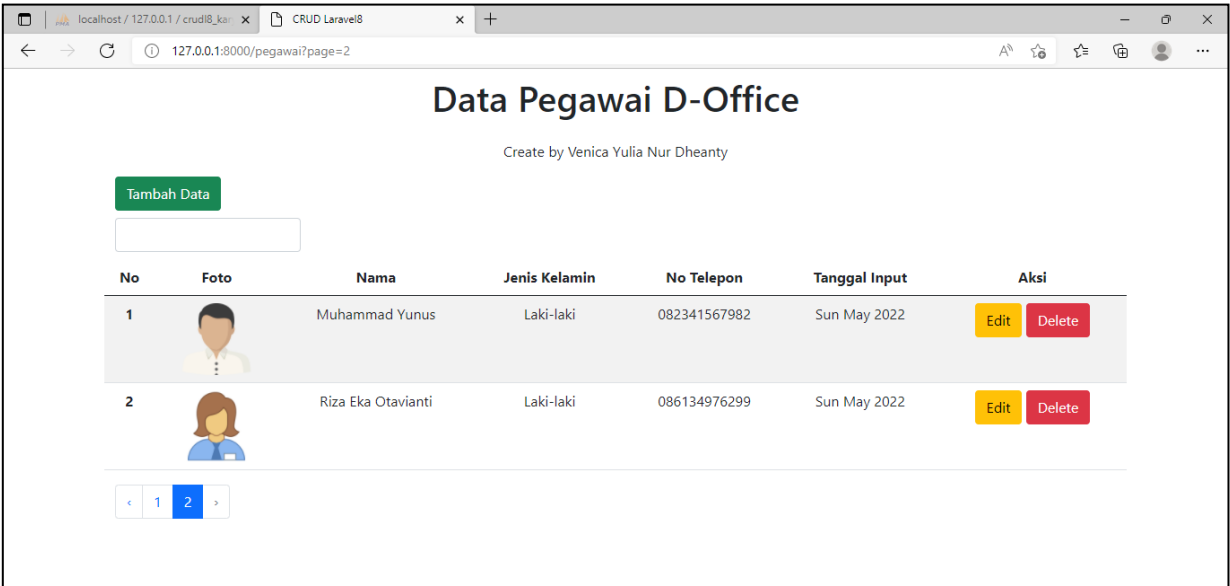 localhost / 127.0.0.1 / crudl8_kar
CRUD Laravel8
127.0.0.1:8000/pegawai?page=2
Data Pegawai D-Office
Create by Venica Yulia Nur Dheanty
Tambah Data
No Foto Nama Jenis Kelamin No Telepon Tanggal Input Aksi
1 Muhammad Yunus Laki-laki 082341567982 Sun May 2022 Edit Delete
2 Riza Eka Otavianti Laki-laki 086134976299 Sun May 2022 Edit Delete
‹ 1 2 ›